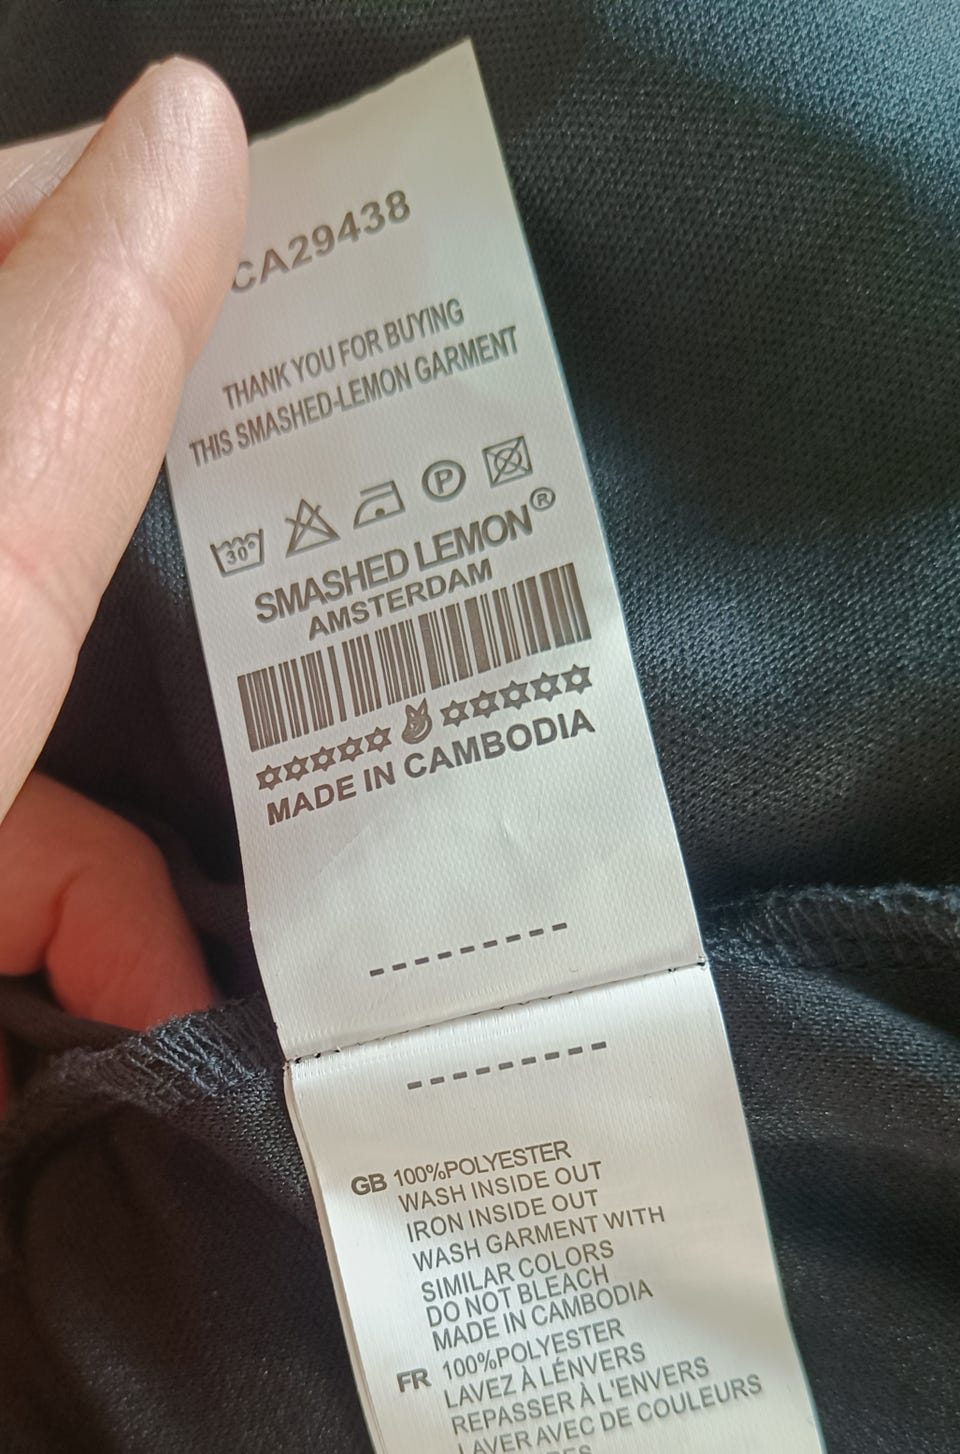 CA29438
THANK YOU FOR BUYING
THIS SMASHED-LEMON GARMENT
30° P
SMASHED LEMON®
AMSTERDAM
MADE IN CAMBODIA
GB 100%POLYESTER
WASH INSIDE OUT
IRON INSIDE OUT
WASH GARMENT WITH
SIMILAR COLORS
DO NOT BLEACH
MADE IN CAMBODIA
FR 100%POLYESTER
LAVEZ À LÉNVERS
REPASSER À L'ENVERS
LAVER AVEC DE COULEURS